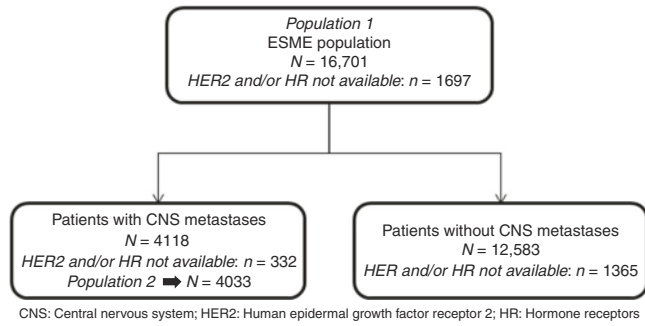 Population 1
ESME population
N = 16,701
HER2 and/or HR not available: n = 1697
Patients with CNS metastases
N = 4118
HER2 and/or HR not available: n = 332
Population 2 ➡ N = 4033
Patients without CNS metastases
N = 12,583
HER and/or HR not available: n = 1365
CNS: Central nervous system; HER2: Human epidermal growth factor receptor 2; HR: Hormone receptors